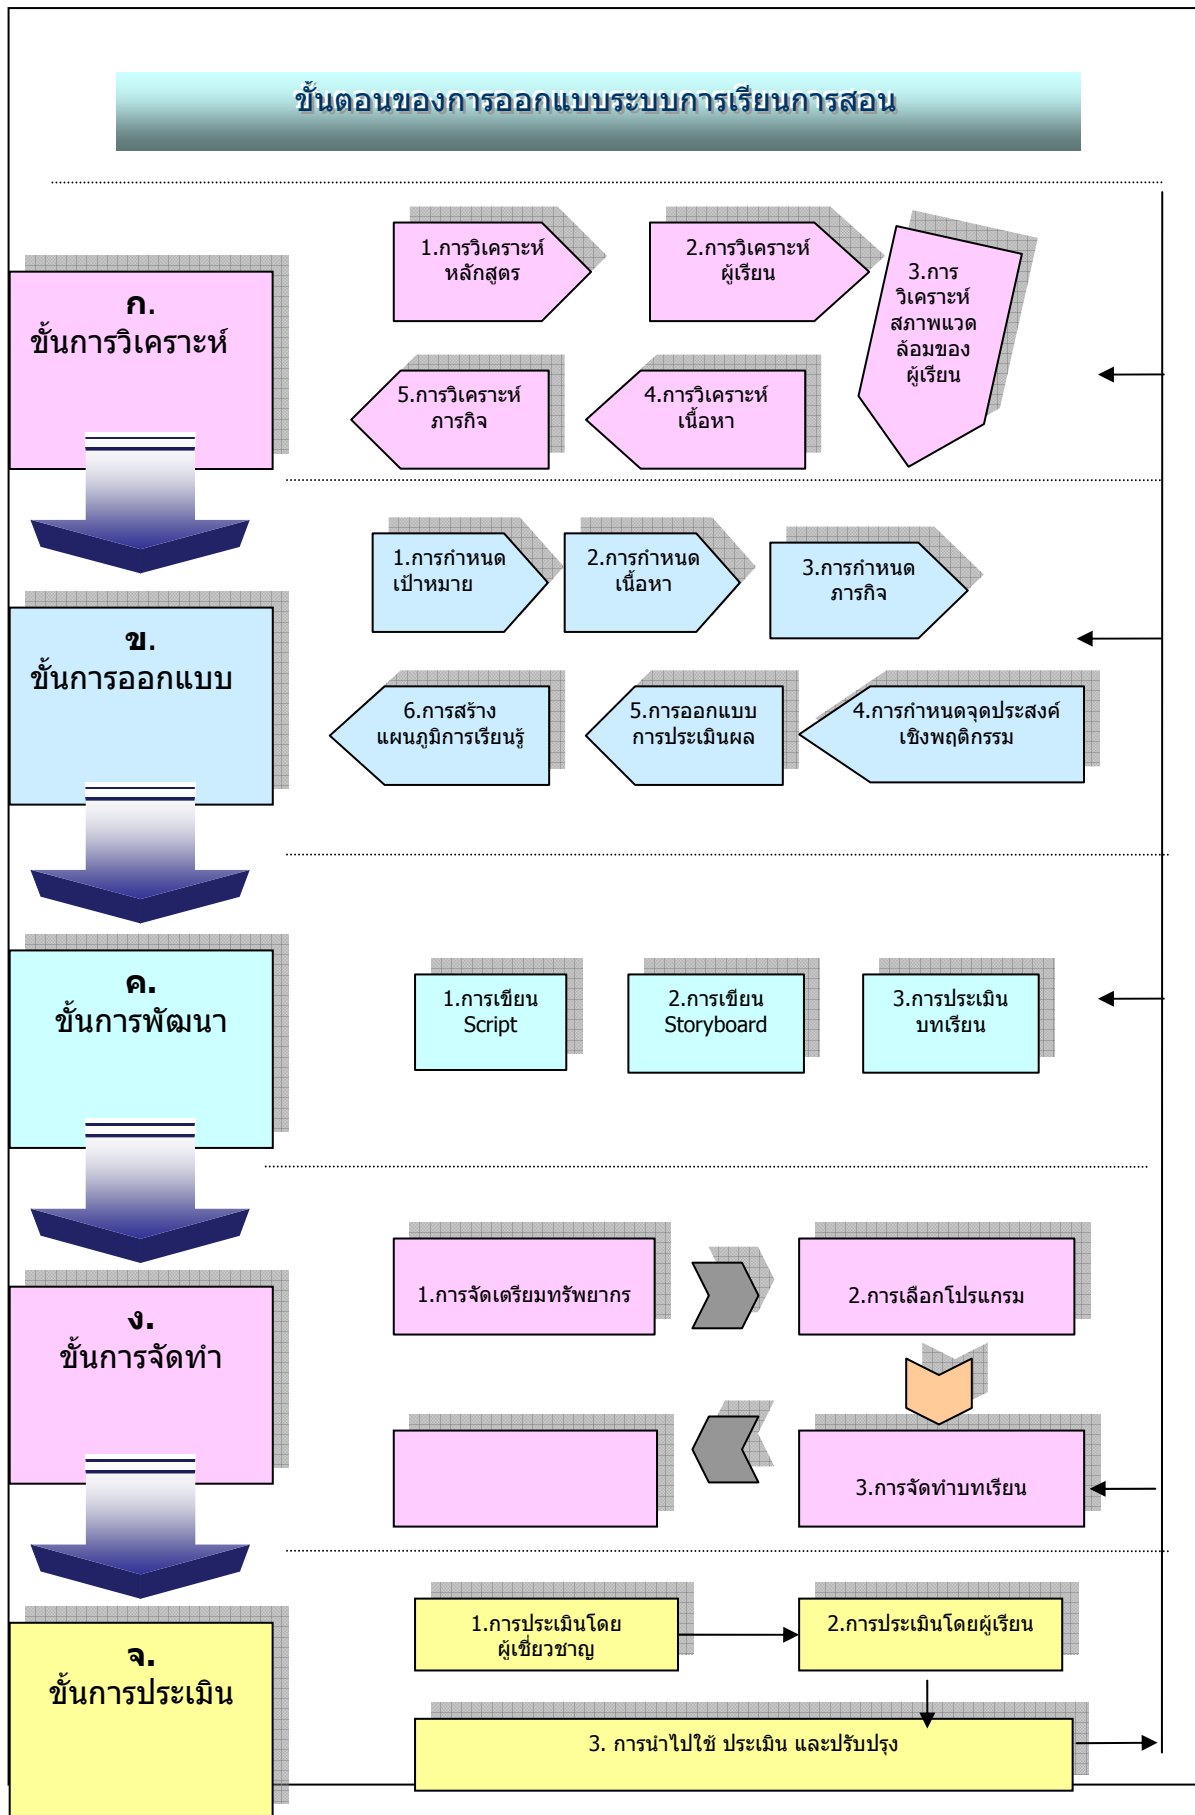 ขั้นตอนของการออกแบบระบบการเรียนการสอน
ก.
ขั้นการวิเคราะห์
1.การวิเคราะห์
หลักสูตร
2.การวิเคราะห์
ผู้เรียน
3.การ
วิเคราะห์
สภาพแวด
ล้อมของ
ผู้เรียน
4.การวิเคราะห์
เนื้อหา
5.การวิเคราะห์
ภารกิจ
ข.
ขั้นการออกแบบ
1.การกำหนด
เป้าหมาย
2.การกำหนด
เนื้อหา
3.การกำหนด
ภารกิจ
4.การกำหนดจุดประสงค์
เชิงพฤติกรรม
5.การออกแบบ
การประเมินผล
6.การสร้าง
แผนภูมิการเรียนรู้
ค.
ขั้นการพัฒนา
1.การเขียน
Script
2.การเขียน
Storyboard
3.การประเมิน
บทเรียน
ง.
ขั้นการจัดทำ
1.การจัดเตรียมทรัพยากร
2.การเลือกโปรแกรม
3.การจัดทำบทเรียน
จ.
ขั้นการประเมิน
1.การประเมินโดย
ผู้เชี่ยวชาญ
2.การประเมินโดยผู้เรียน
3. การนำไปใช้ ประเมิน และปรับปรุง